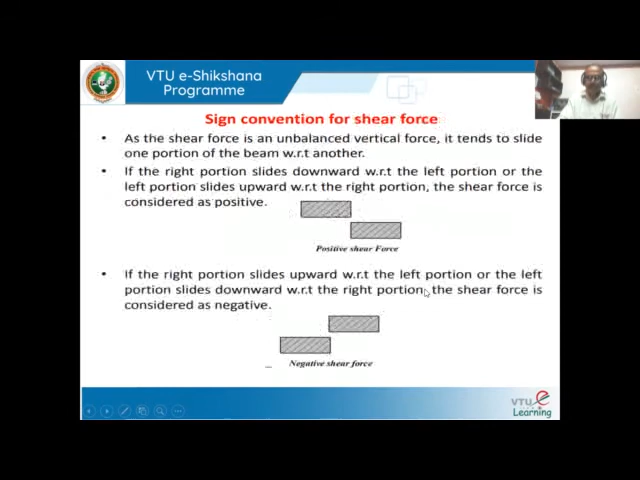 VTU e-Shikshana
Programme
Sign convention for shear force
• As the shear force is an unbalanced vertical force, it tends to slide
one portion of the beam w.r.t another.
• If the right portion slides downward w.r.t the left portion or the
left portion slides upward w.r.t the right portion, the shear force is
considered as positive.
Positive shear Force
• If the right portion slides upward w.r.t the left portion or the left
portion slides downward w.r.t the right portion, the shear force is
considered as negative.
Negative shear force
VTU e
Learning